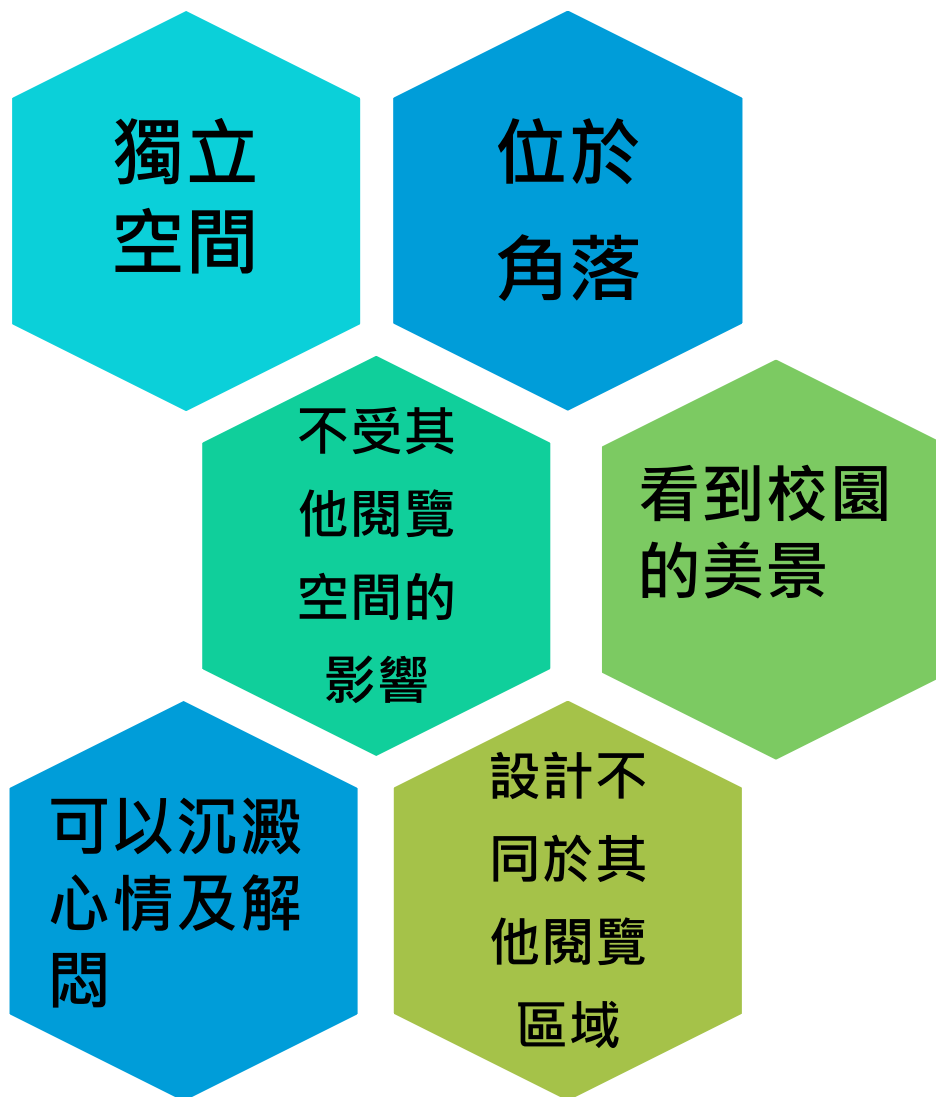 獨立
空間
位於
角落
不受其
他閱覽
空間的
影響
看到校園
的美景
可以沉澱
心情及解
悶
設計不
同於其
他閱覽
區域